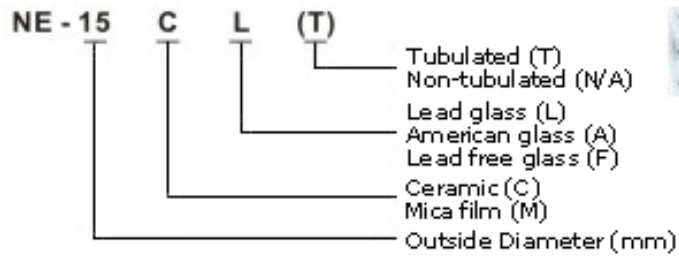 NE - 15 C L (T)
Tubulated (T)
Non-tubulated (N/A)
Lead glass (L)
American glass (A)
Lead free glass (F)
Ceramic (C)
Mica film (M)
Outside Diameter (mm)